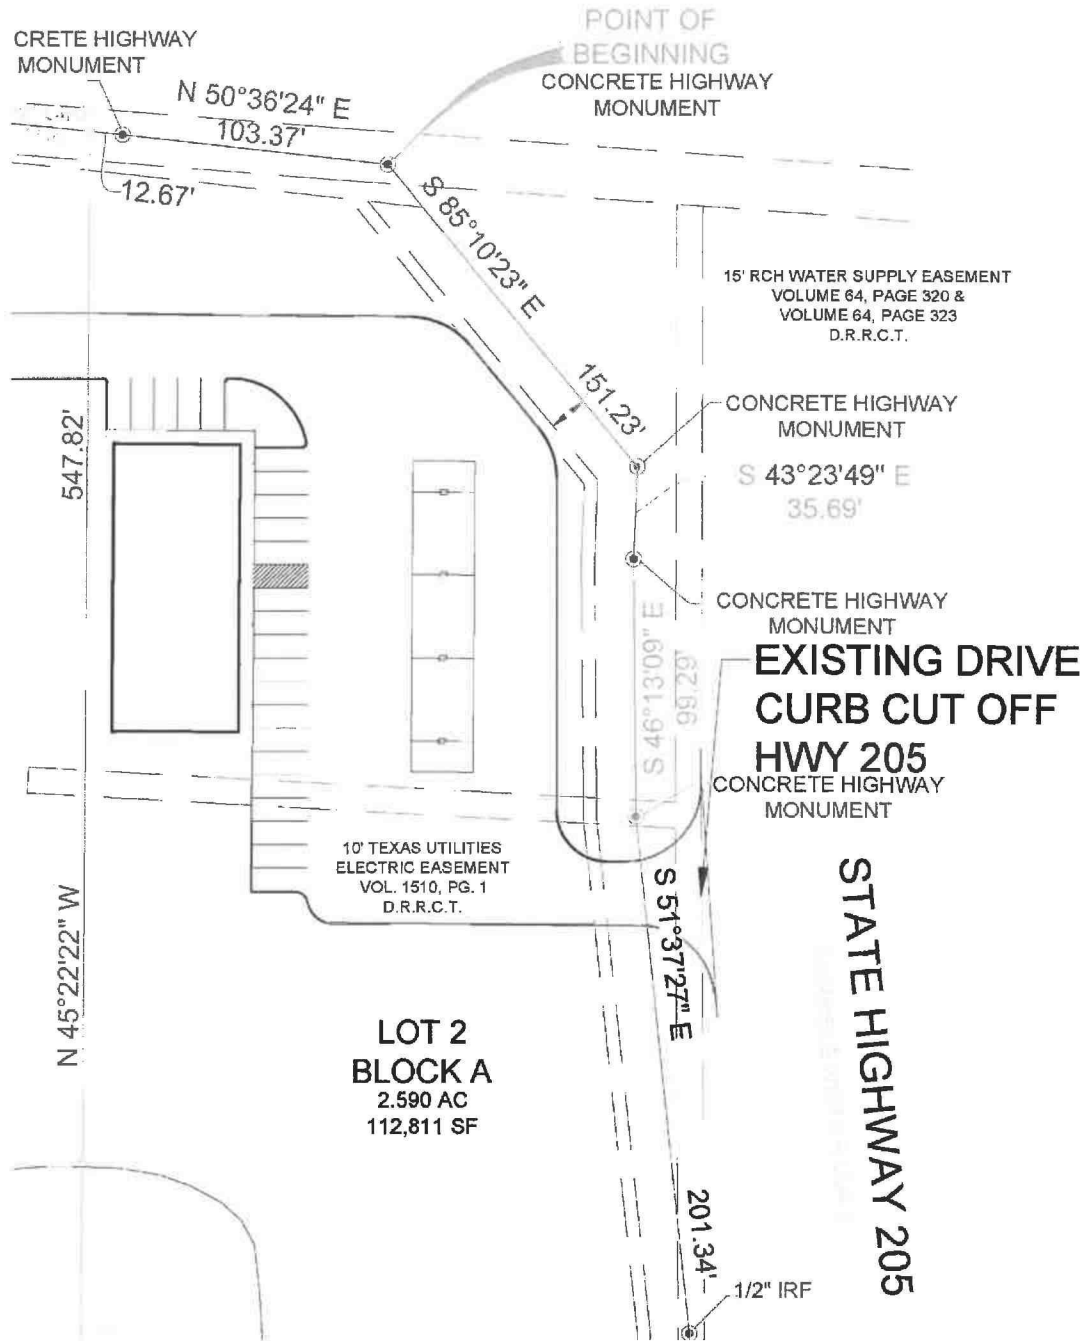 POINT OF
BEGINNING
CRETE HIGHWAY
MONUMENT
CONCRETE HIGHWAY
MONUMENT
N 50°36'24" E
103.37'
12.67'
S 85°10'23" E
151.23'
15' RCH WATER SUPPLY EASEMENT
VOLUME 64, PAGE 320 &
VOLUME 64, PAGE 323
D.R.R.C.T.
CONCRETE HIGHWAY
MONUMENT
S 43°23'49" E
35.69'
547.82'
CONCRETE HIGHWAY
MONUMENT
S 46°13'09" E
99.29'
EXISTING DRIVE
CURB CUT OFF
HWY 205
CONCRETE HIGHWAY
MONUMENT
10' TEXAS UTILITIES
ELECTRIC EASEMENT
VOL. 1510, PG. 1
D.R.R.C.T.
N 45°22'22" W
S 51°37'27" E
STATE HIGHWAY 205
LOT 2
BLOCK A
2.590 AC
112,811 SF
201.34'
1/2" IRF